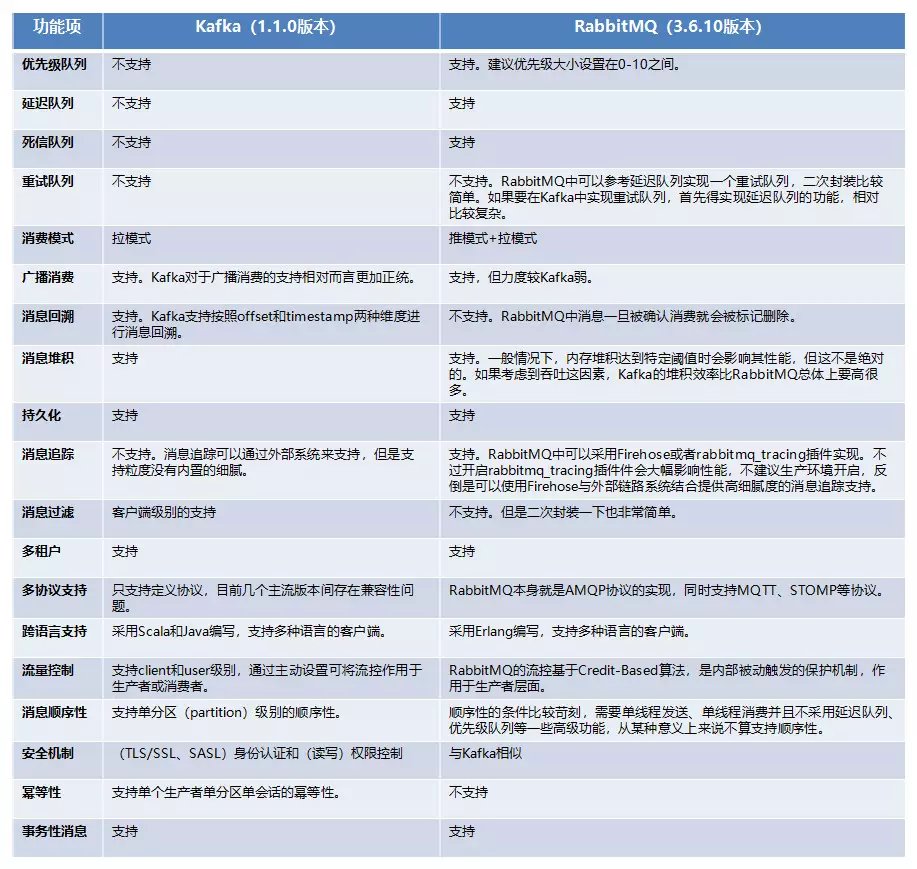 功能项 Kafka（1.1.0版本） RabbitMQ（3.6.10版本）
优先级队列 不支持 支持。建议优先级大小设置在0-10之间。
延迟队列 不支持 支持
死信队列 不支持 支持
重试队列 不支持 不支持。RabbitMQ中可以参考延迟队列实现一个重试队列，二次封装比较
简单。如果要在Kafka中实现重试队列，首先得实现延迟队列的功能，相对
比较复杂。
消费模式 拉模式 推模式+拉模式
广播消费 支持。Kafka对于广播消费的支持相对而言更加正统。 支持，但力度较Kafka弱。
消息回溯 支持。Kafka支持按照offset和timestamp两种维度进 不支持。RabbitMQ中消息一旦被确认消费就会被标记删除。
行消息回溯。
消息堆积 支持 支持。一般情况下，内存堆积达到特定阈值时会影响其性能，但这不是绝对
的。如果考虑到吞吐这因素，Kafka的堆积效率比RabbitMQ总体上要高很
多。
持久化 支持 支持
消息追踪 不支持。消息追踪可以通过外部系统来支持，但是支 支持。RabbitMQ中可以采用Firehose或者rabbitmq_tracing插件实现。不
持粒度没有内置的细腻。 过开启rabbitmq_tracing插件件会大幅影响性能，不建议生产环境开启，反
倒是可以使用Firehose与外部链路系统结合提供高细腻度的消息追踪支持。
消息过滤 客户端级别的支持 不支持。但是二次封装一下也非常简单。
多租户 支持 支持
多协议支持 只支持定义协议，目前几个主流版本间存在兼容性问 RabbitMQ本身就是AMQP协议的实现，同时支持MQTT、STOMP等协议。
题。
跨语言支持 采用Scala和Java编写，支持多种语言的客户端。 采用Erlang编写，支持多种语言的客户端。
流量控制 支持client和user级别，通过主动设置可将流控作用于 RabbitMQ的流控基于Credit-Based算法，是内部被动触发的保护机制，作
生产者或消费者。 用于生产者层面。
消息顺序性 支持单分区（partition）级别的顺序性。 顺序性的条件比较苛刻，需要单线程发送、单线程消费并且不采用延迟队列、
优先级队列等一些高级功能，从某种意义上来说不算支持顺序性。
安全机制 （TLS/SSL、SASL）身份认证和（读写）权限控制 与Kafka相似
幂等性 支持单个生产者单分区单会话的幂等性。 不支持
事务性消息 支持 支持